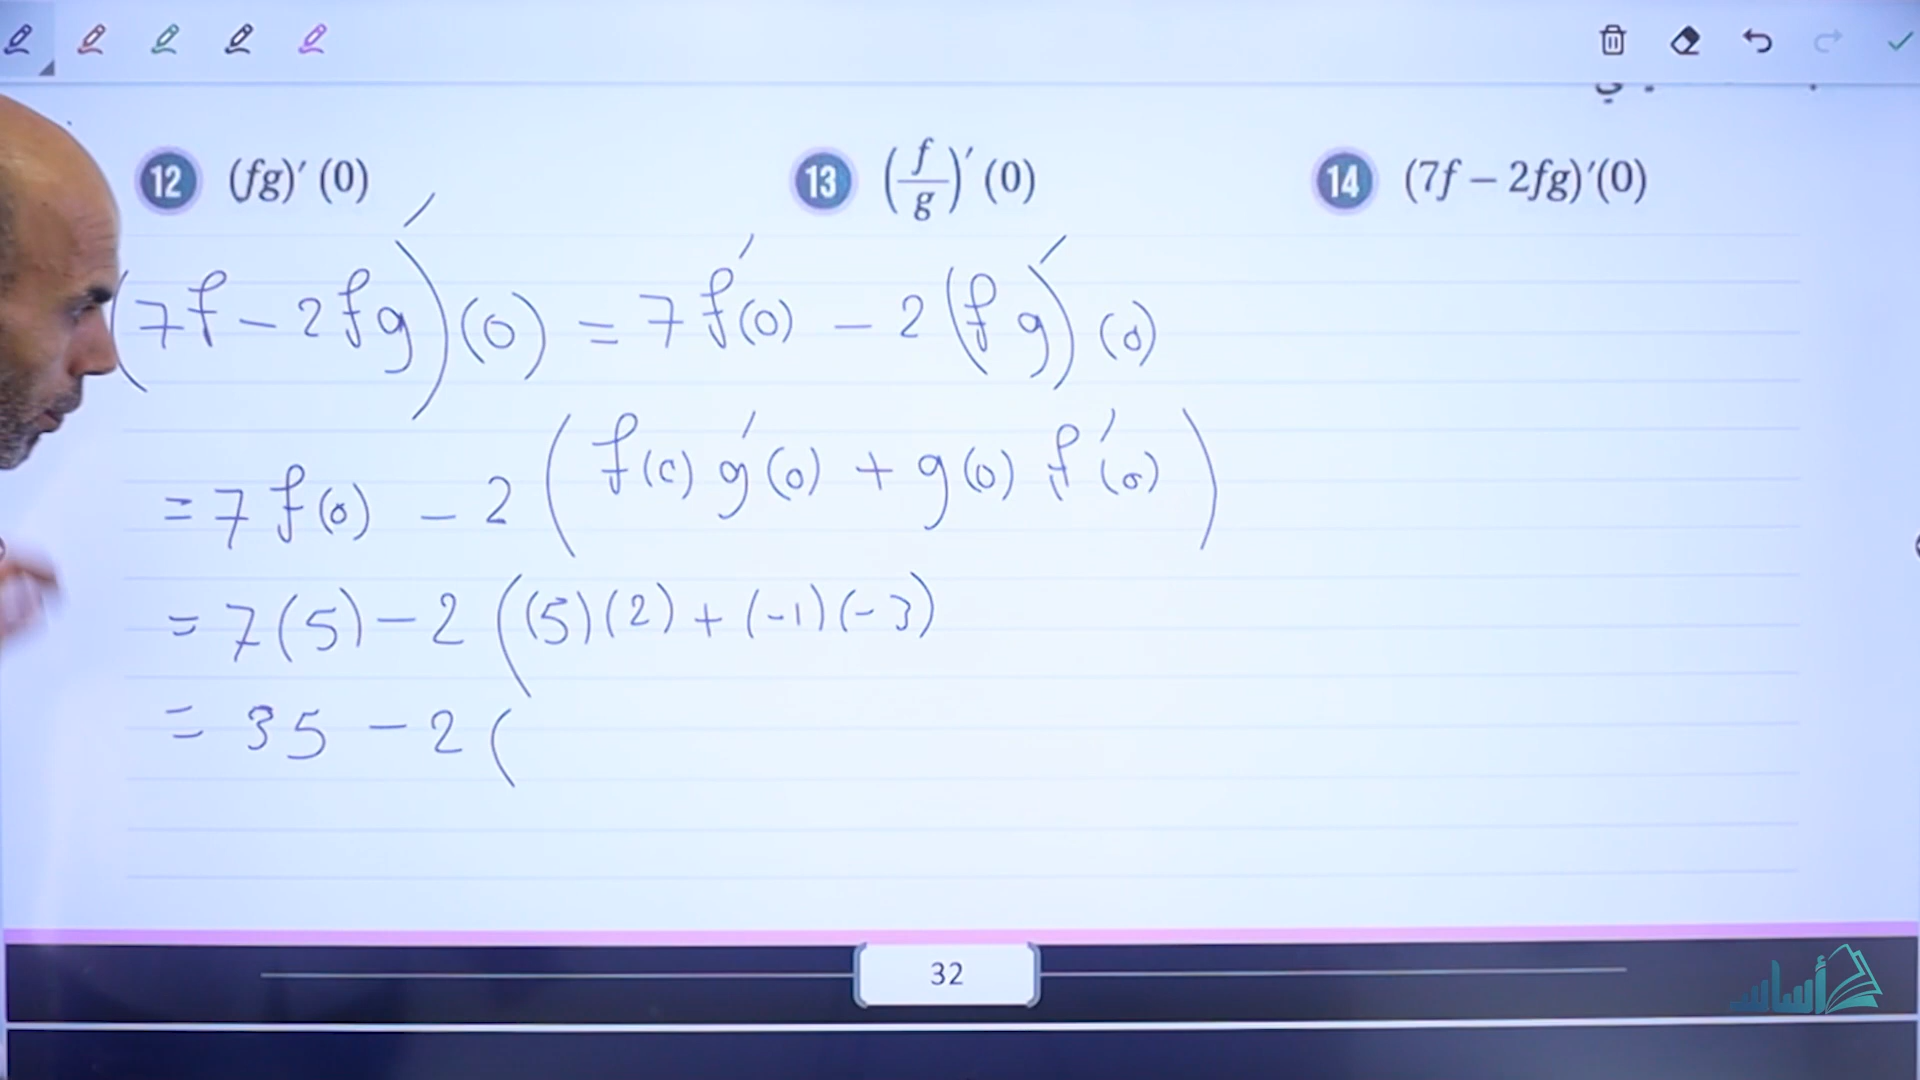 12 (fg)′ (0)
13 (f/g)′ (0)
14 (7f – 2fg)′(0)
(7f – 2fg)′(0) = 7f′(0) – 2(fg)′(0)
= 7f(0) – 2(f(0) g′(0) + g(0) f′(0))
= 7(5) – 2((5)(2) + (-1)(-3)
= 35 – 2(
32
أساس